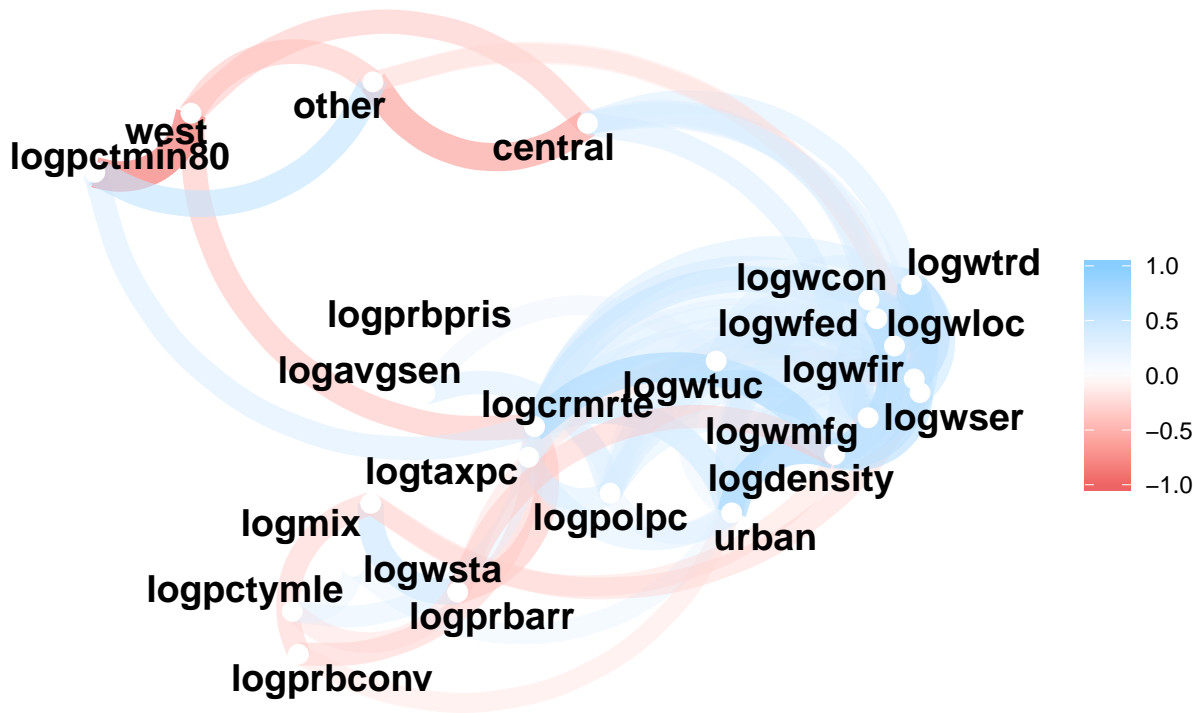 other
west
central
logpctmin80
logwtrd
logwcon
logprbpris
logwfed
logwloc
logavgsen
logwfir
logwtuc
logcrmrte
logwser
logwmfg
logtaxpc
logdensity
logmix
logpolpc
urban
logwsta
logpctymle
logprbarr
logprbconv
1.0
0.5
0.0
−0.5
−1.0